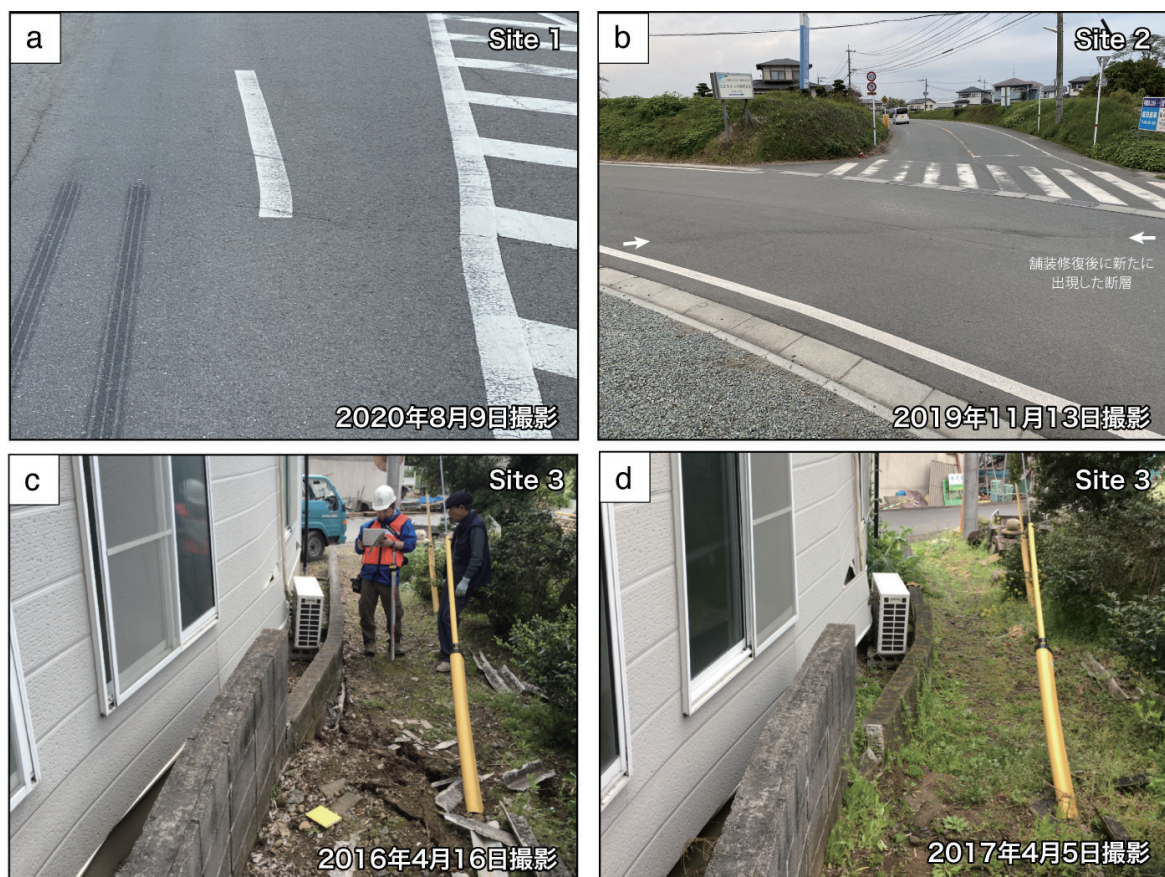 a
Site 1
2020年8月9日撮影
b
Site 2
舗装修復後に新たに
出現した断層
2019年11月13日撮影
c
Site 3
2016年4月16日撮影
d
Site 3
2017年4月5日撮影